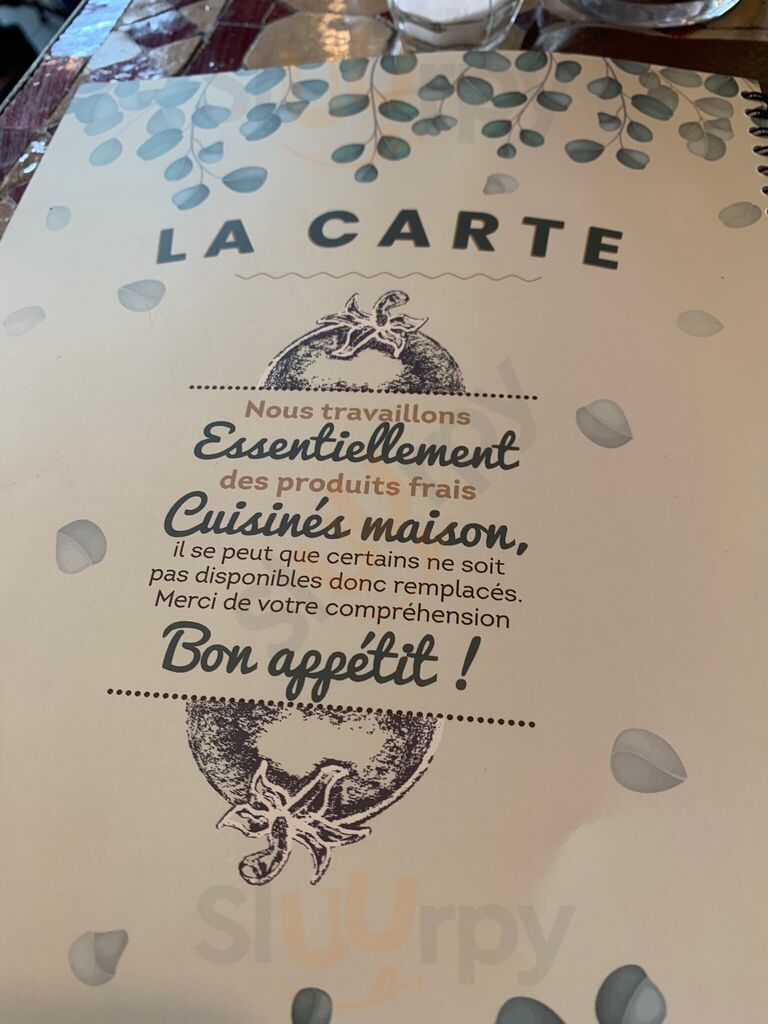 LA CARTE
Nous travaillons
Essentiellement
des produits frais
Cuisinés maison,
il se peut que certains ne soit
pas disponibles donc remplacés.
Merci de votre compréhension
Bon appétit !
Sluurpy